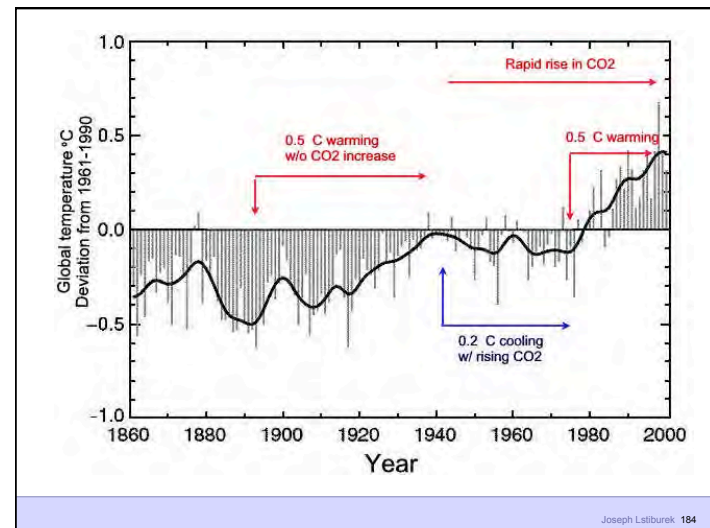 1.0
0.5
0.0
−0.5
−1.0
Global temperature ºC
Deviation from 1961-1990
Rapid rise in CO2
0.5 C warming
w/o CO2 increase
0.5 C warming
0.2 C cooling
w/ rising CO2
1860 1880 1900 1920 1940 1960 1980 2000
Year
Joseph Lstiburek 184